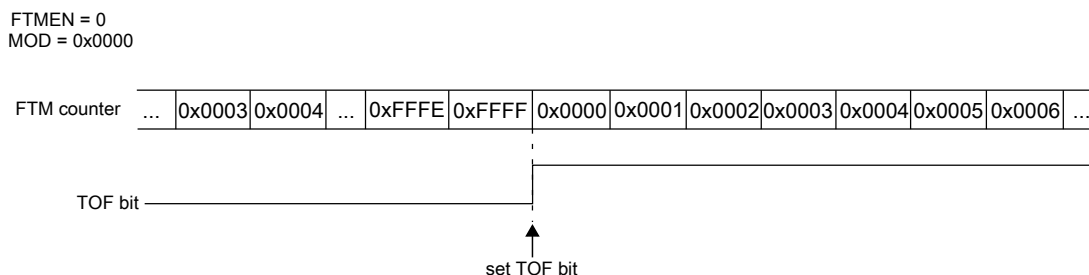 FTMEN = 0
MOD = 0x0000
FTM counter ... 0x0003 0x0004 ... 0xFFFE 0xFFFF 0x0000 0x0001 0x0002 0x0003 0x0004 0x0005 0x0006 ...
TOF bit
set TOF bit